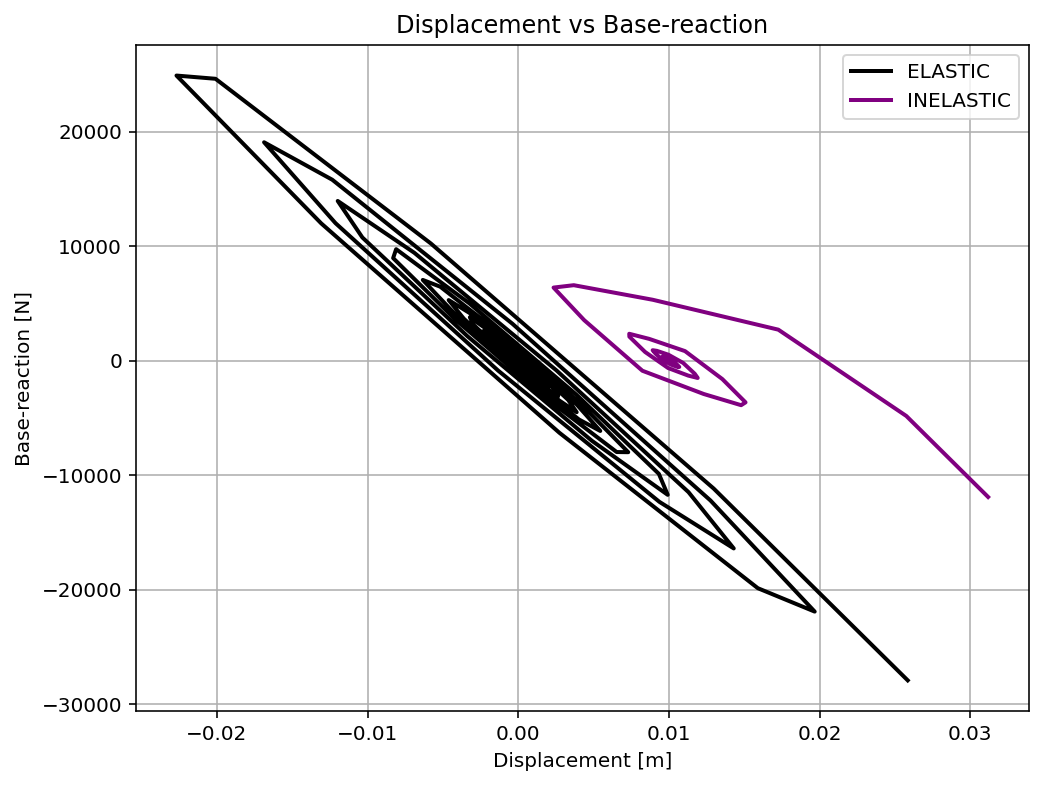 Displacement vs Base-reaction
ELASTIC
INELASTIC
Base-reaction [N]
20000
10000
0
−10000
−20000
−30000
−0.02 −0.01 0.00 0.01 0.02 0.03
Displacement [m]